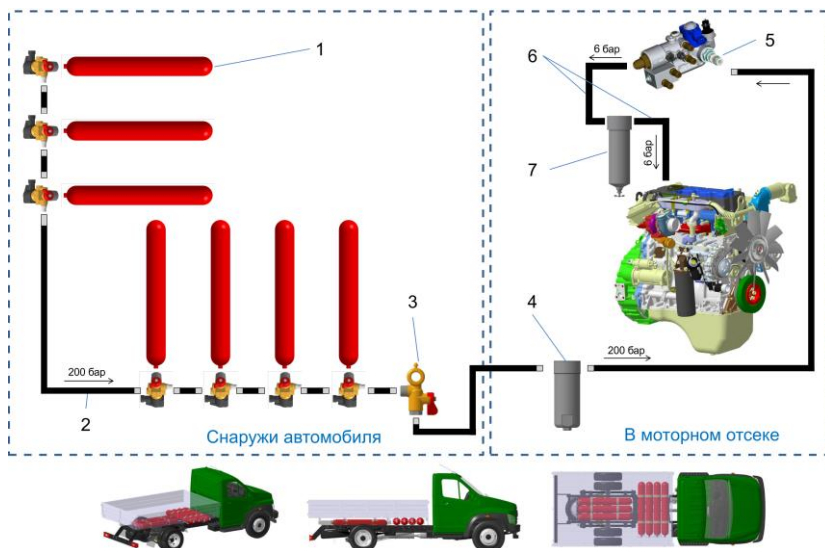 1
6
5
6 бар
7
6 бар
3
4
200 бар
2
200 бар
Снаружи автомобиля
В моторном отсеке